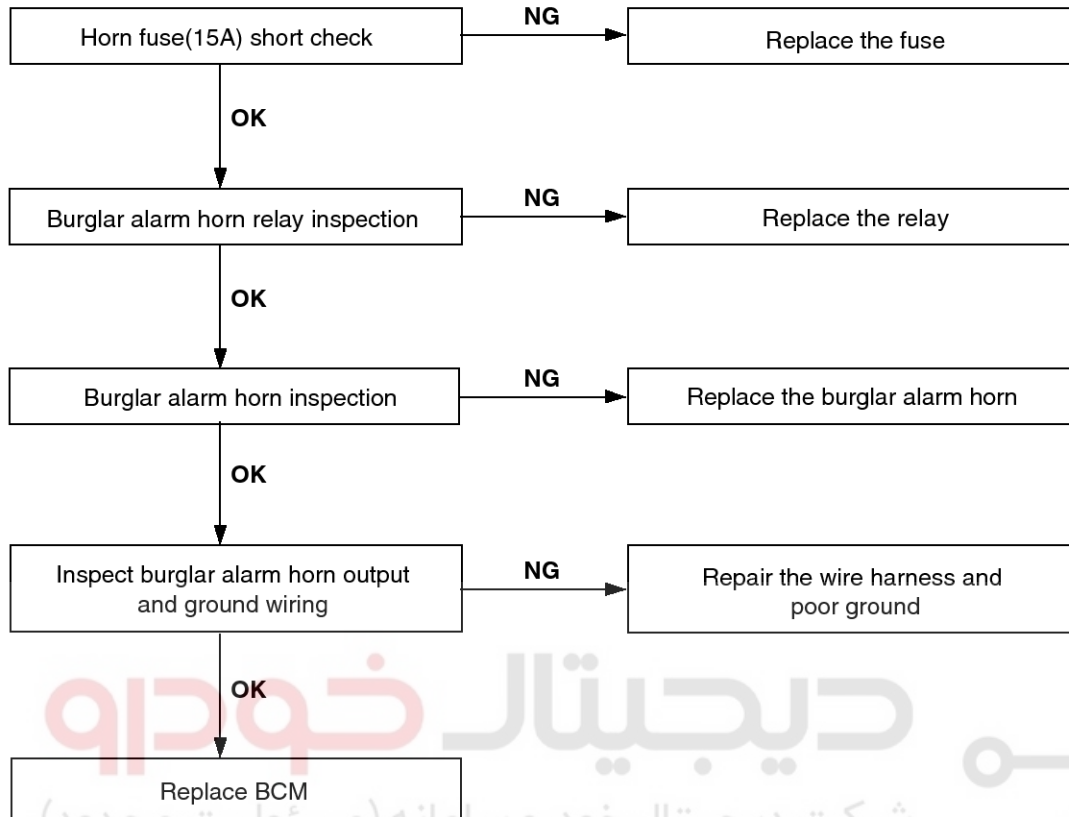 Horn fuse(15A) short check
NG
Replace the fuse
OK
Burglar alarm horn relay inspection
NG
Replace the relay
OK
Burglar alarm horn inspection
NG
Replace the burglar alarm horn
OK
Inspect burglar alarm horn output
and ground wiring
NG
Repair the wire harness and
poor ground
OK
دیجیتال خودرو
Replace BCM